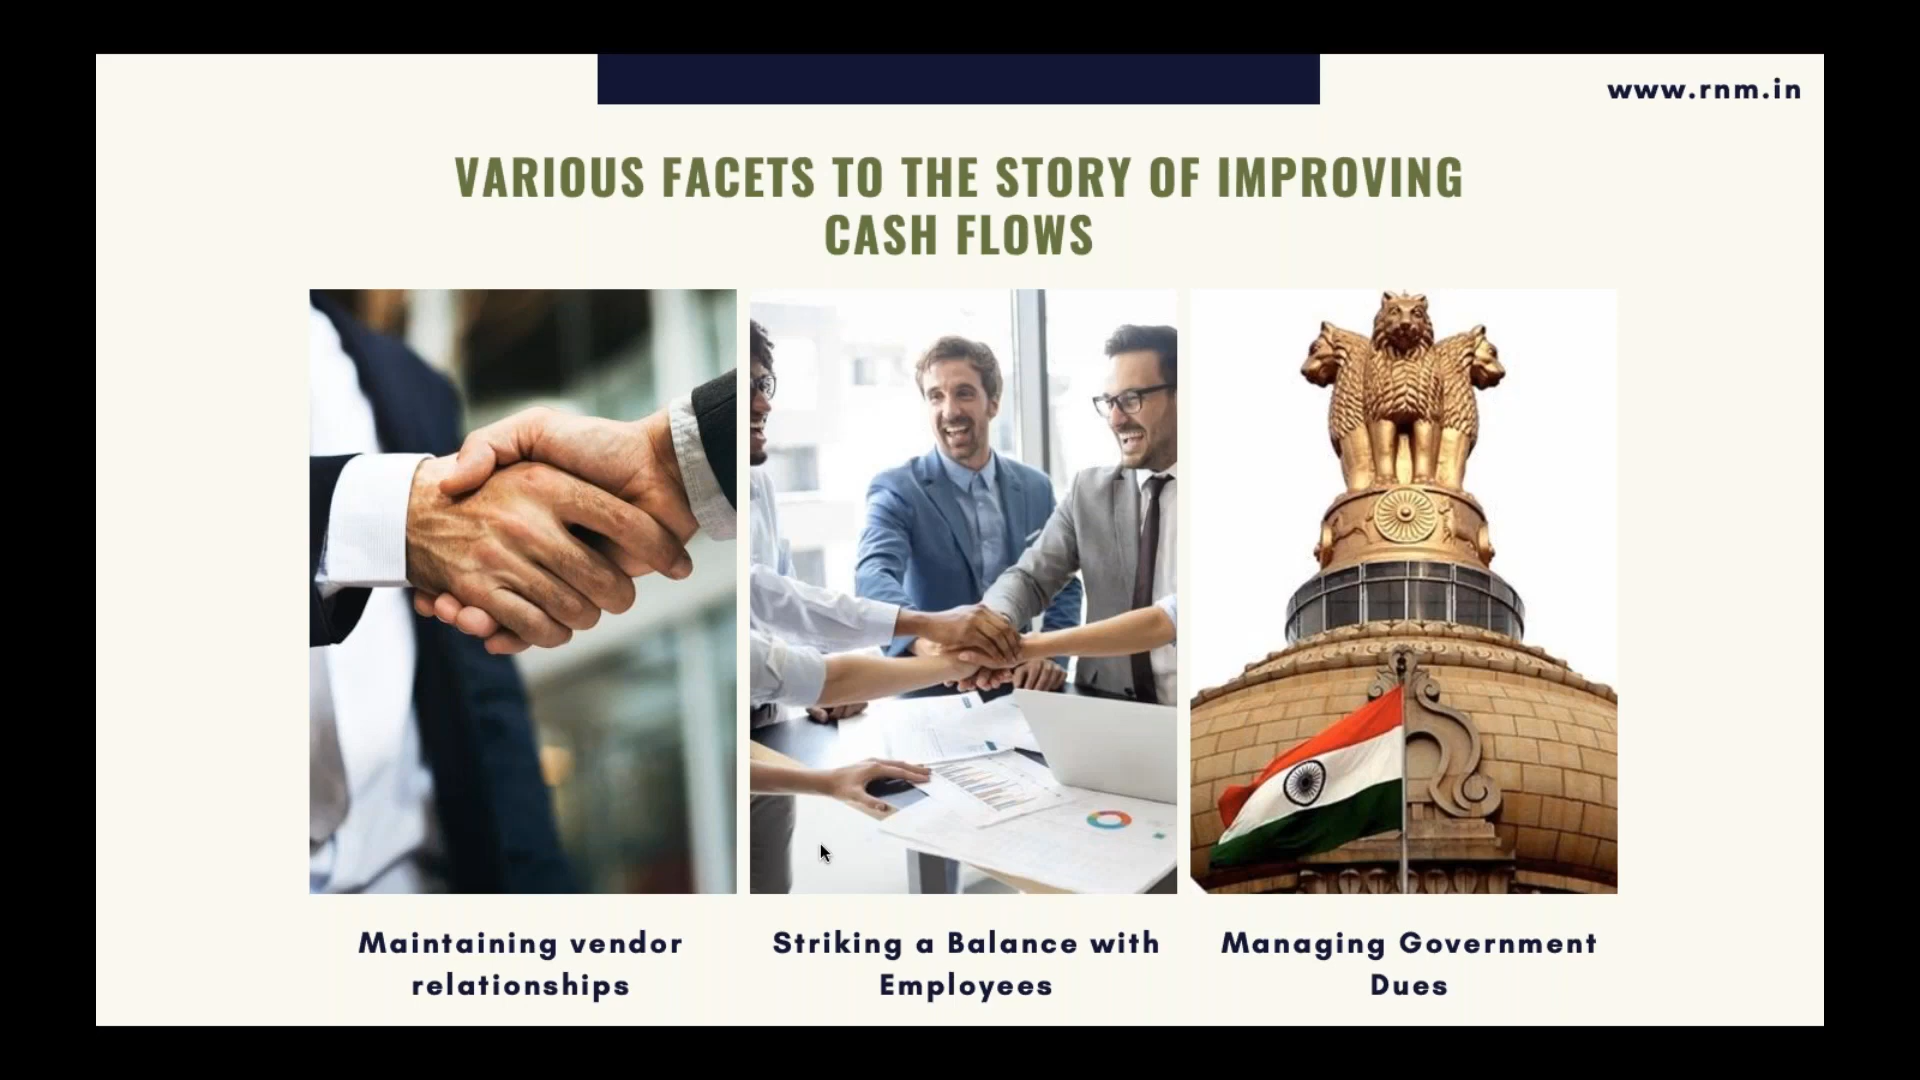 www.rnm.in
VARIOUS FACETS TO THE STORY OF IMPROVING
CASH FLOWS
Maintaining vendor
relationships
Striking a Balance with
Employees
Managing Government
Dues